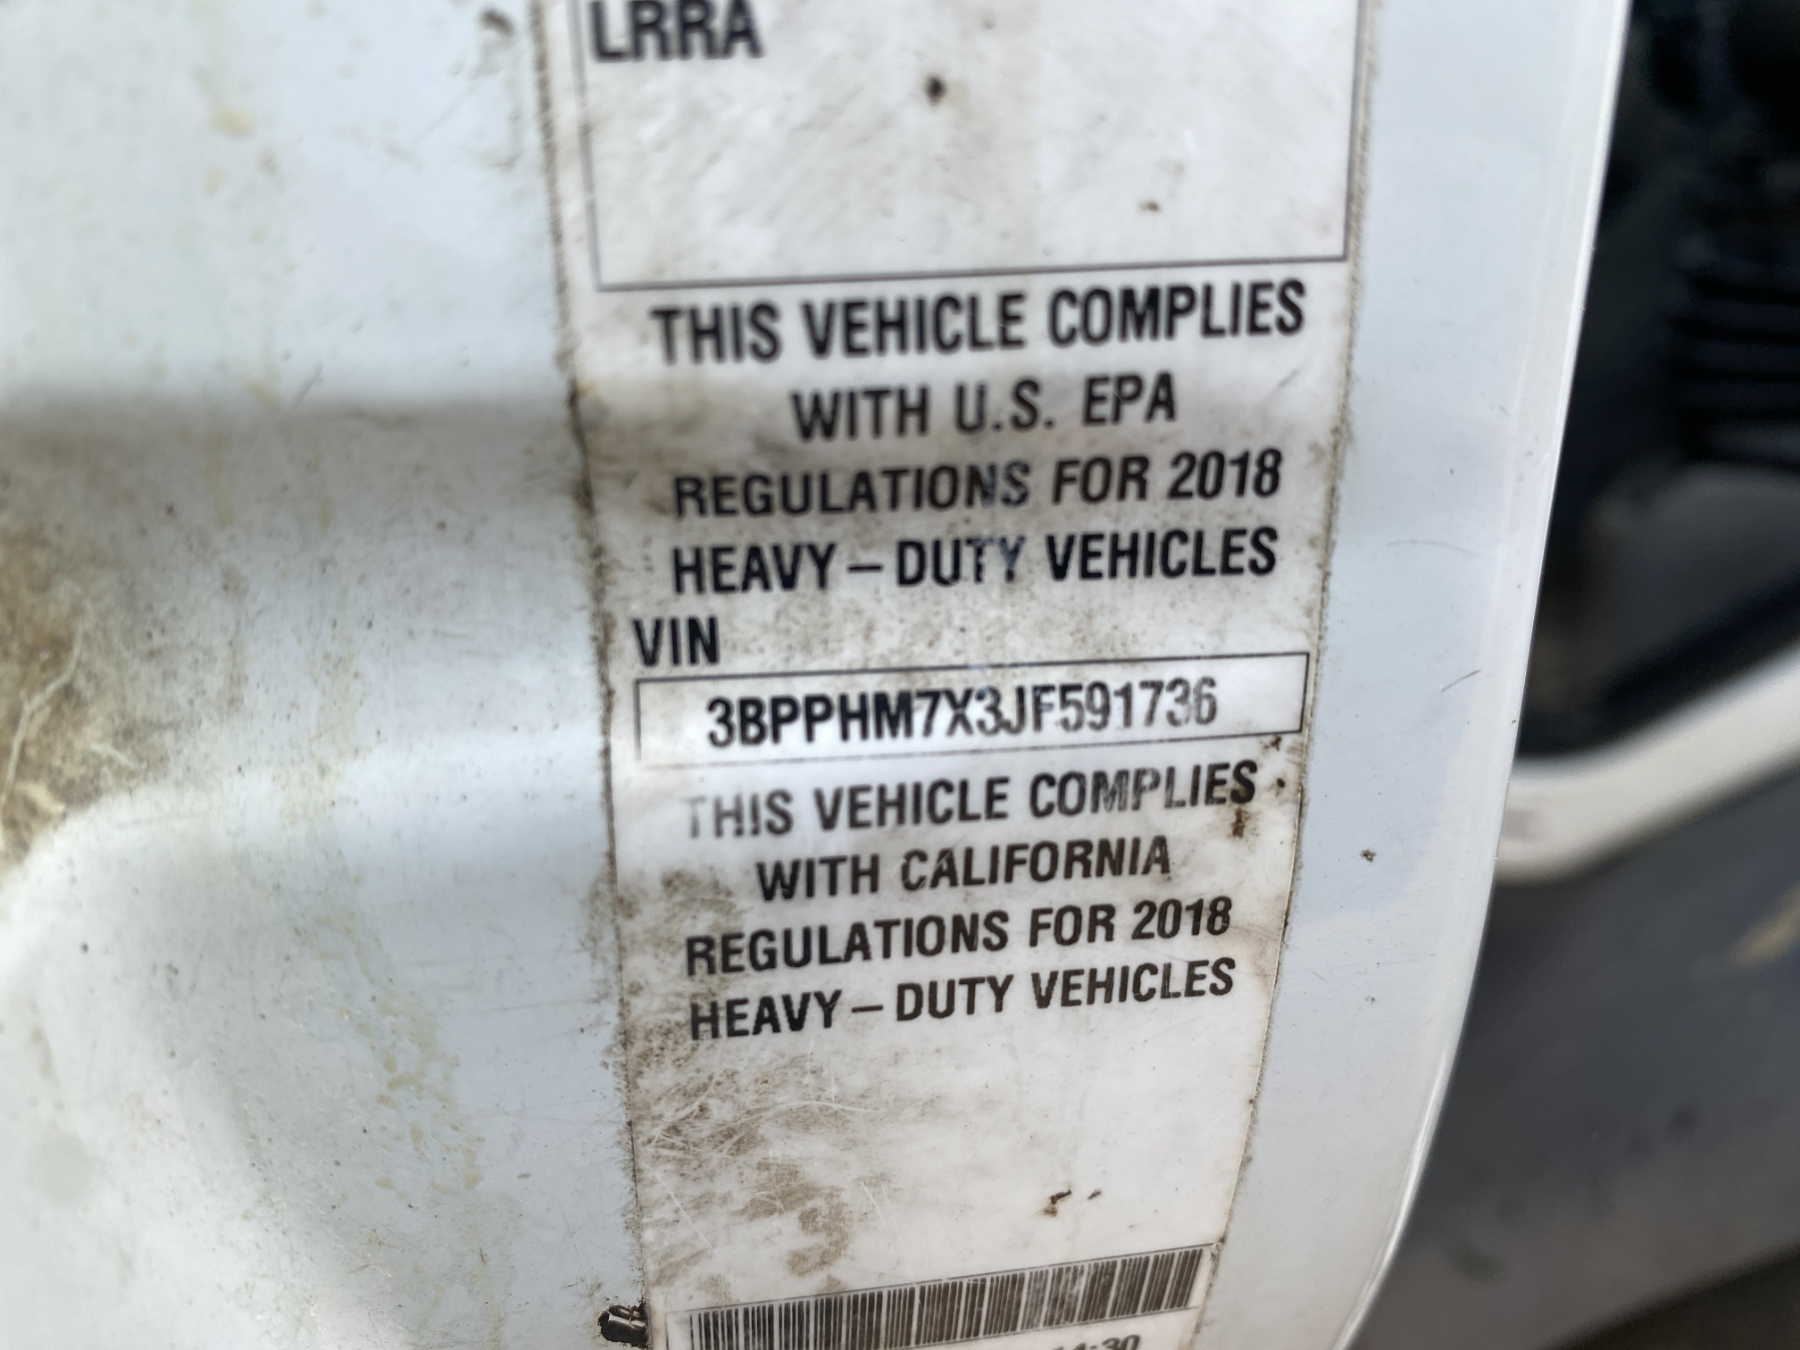 LRRA
THIS VEHICLE COMPLIES
WITH U.S. EPA
REGULATIONS FOR 2018
HEAVY – DUTY VEHICLES
VIN
3BPPHM7X3JF591736
THIS VEHICLE COMPLIES
WITH CALIFORNIA
REGULATIONS FOR 2018
HEAVY – DUTY VEHICLES